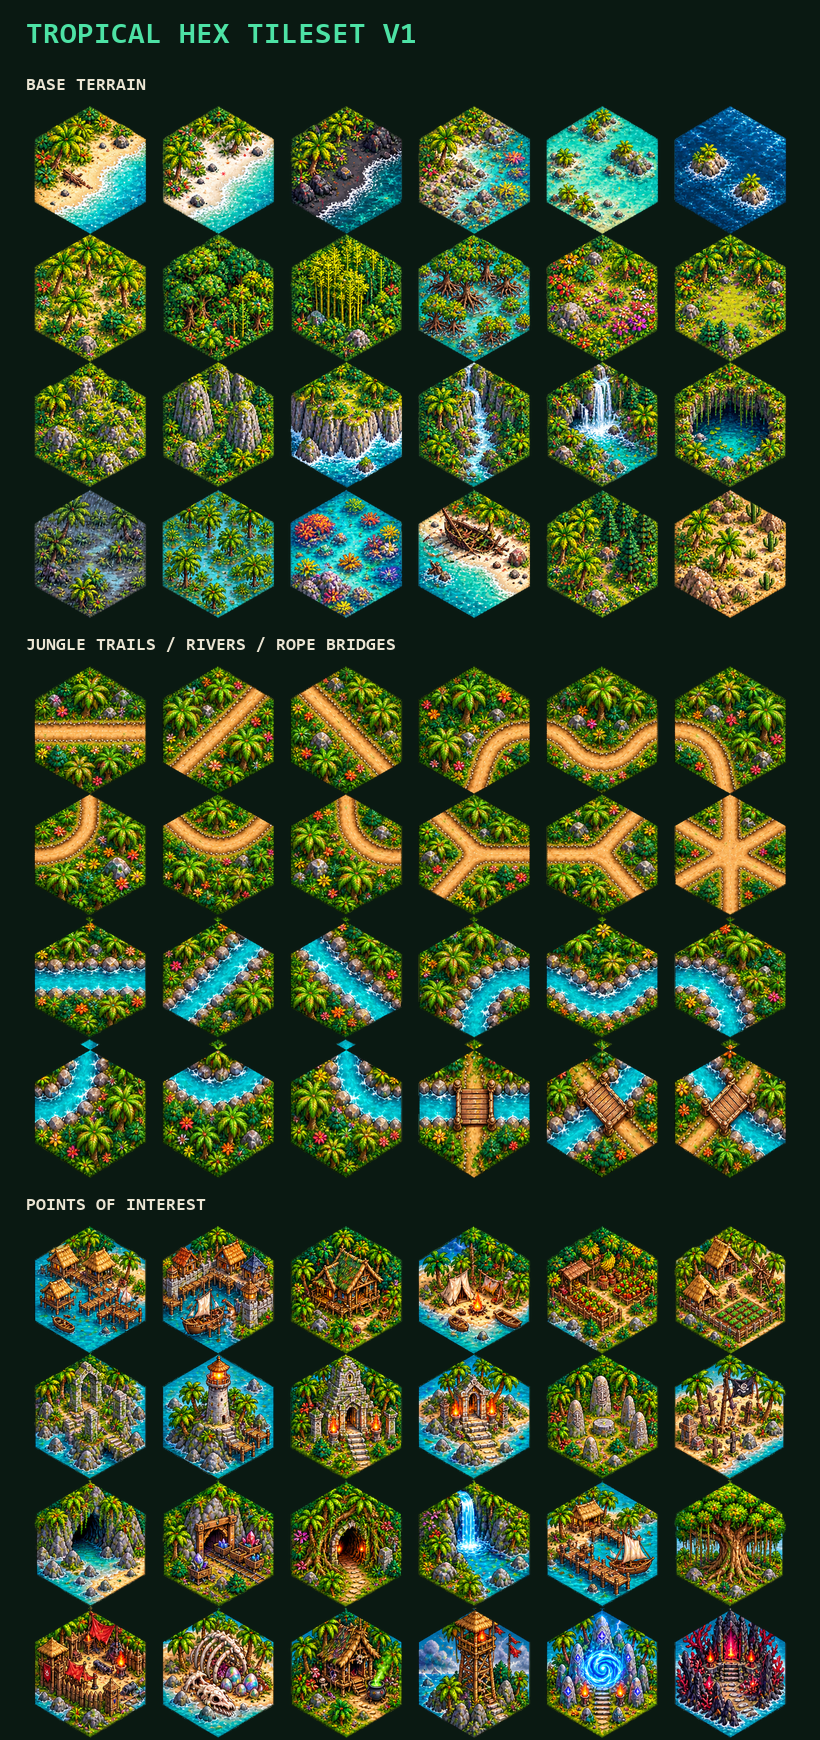 TROPICAL HEX TILESET V1
BASE TERRAIN
JUNGLE TRAILS / RIVERS / ROPE BRIDGES
POINTS OF INTEREST